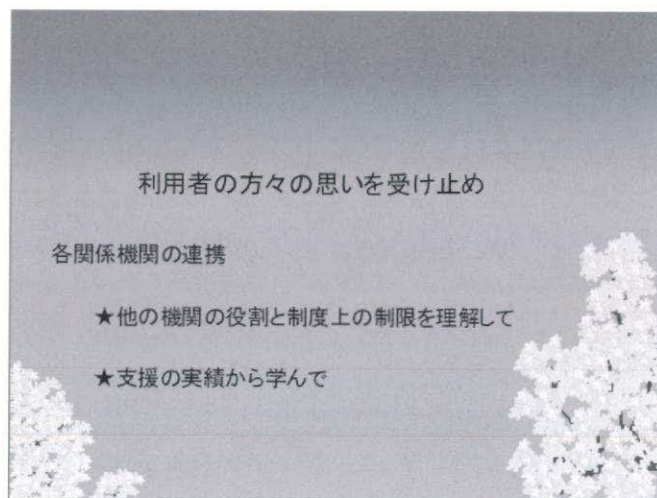 利用者の方々の思いを受け止め
各関係機関の連携
★他の機関の役割と制度上の制限を理解して
★支援の実績から学んで